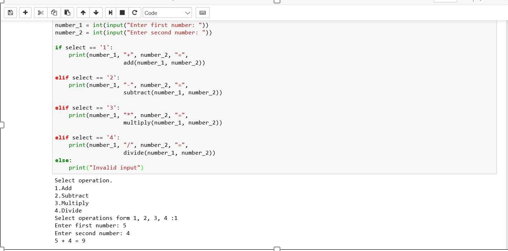 Code
number_1 = int(input("Enter first number: "))
number_2 = int(input("Enter second number: "))
if select == '1':
print(number_1, "+", number_2, "=",
add(number_1, number_2))
elif select == '2':
print(number_1, "-", number_2, "=",
subtract(number_1, number_2))
elif select == '3':
print(number_1, "*", number_2, "=",
multiply(number_1, number_2))
elif select == '4':
print(number_1, "/", number_2, "=",
divide(number_1, number_2))
else:
print("Invalid input")
Select operation.
1.Add
2.Subtract
3.Multiply
4.Divide
Select operations form 1, 2, 3, 4 :1
Enter first number: 5
Enter second number: 4
5 + 4 = 9